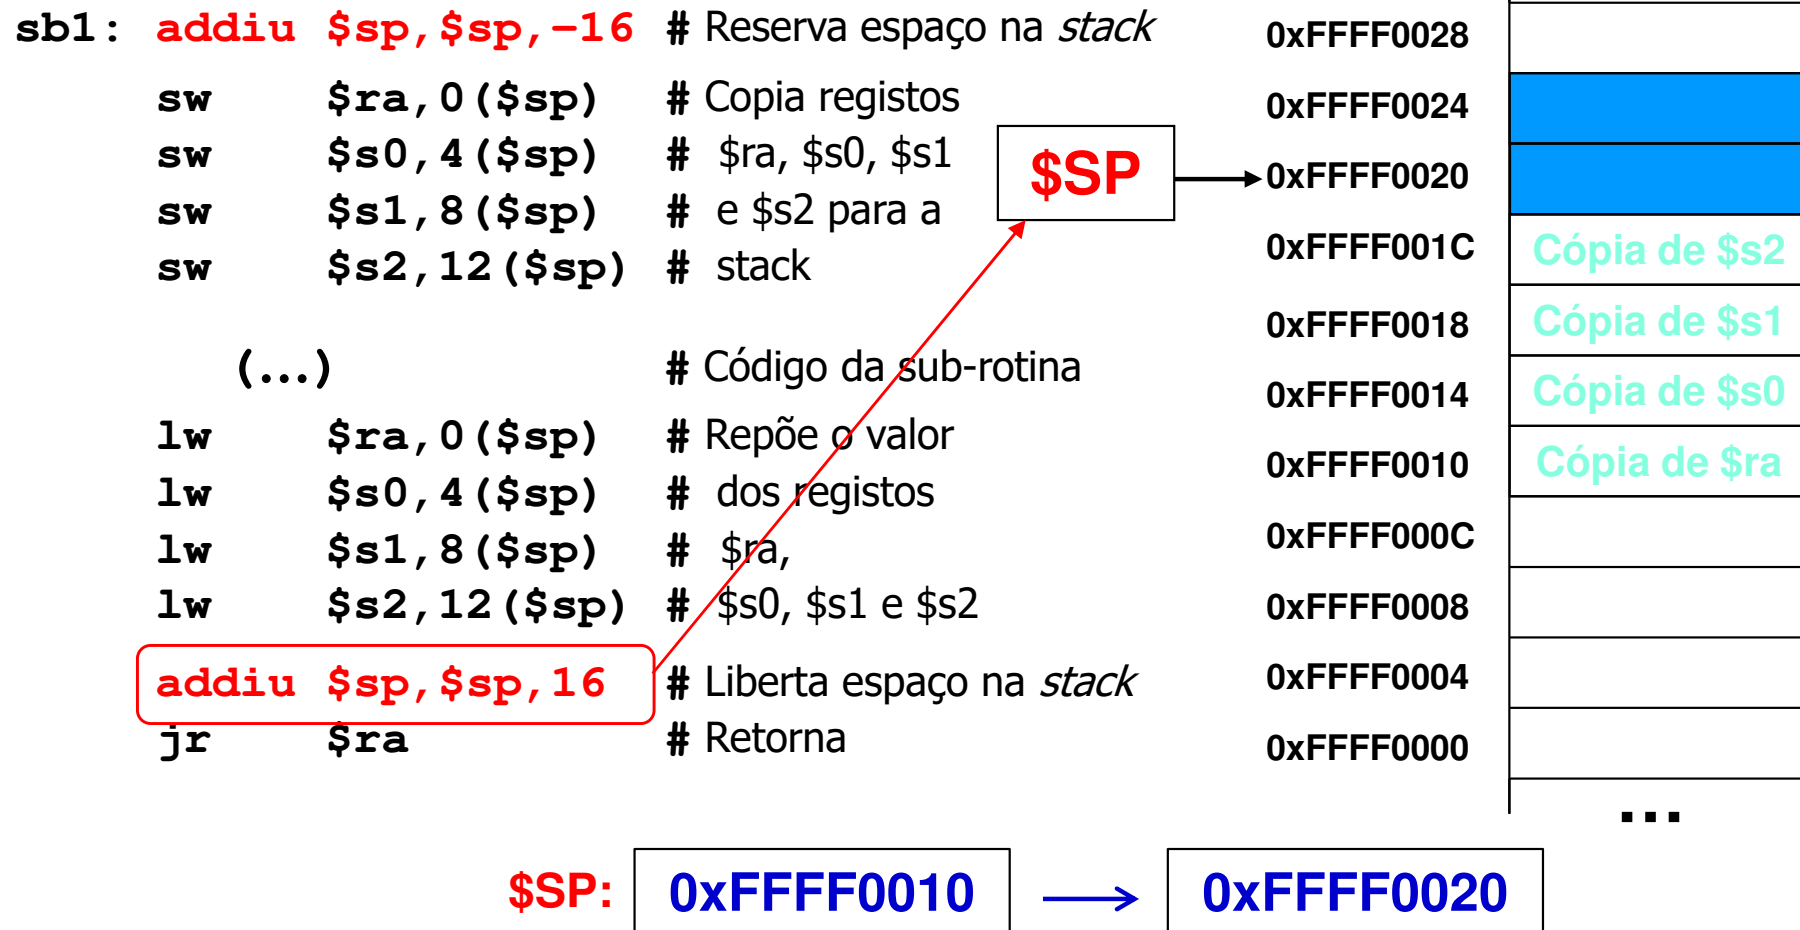 sb1: addiu $sp,$sp,–16 # Reserva espaço na stack
sw $ra,0($sp) # Copia registos
sw $s0,4($sp) # $ra, $s0, $s1
sw $s1,8($sp) # e $s2 para a
sw $s2,12($sp) # stack
(…) # Código da sub-rotina
lw $ra,0($sp) # Repõe o valor
lw $s0,4($sp) # dos registos
lw $s1,8($sp) # $ra,
lw $s2,12($sp) # $s0, $s1 e $s2
addiu $sp,$sp,16 # Liberta espaço na stack
jr $ra # Retorna
$SP
0xFFFF0028
0xFFFF0024
0xFFFF0020
0xFFFF001C Cópia de $s2
0xFFFF0018 Cópia de $s1
0xFFFF0014 Cópia de $s0
0xFFFF0010 Cópia de $ra
0xFFFF000C
0xFFFF0008
0xFFFF0004
0xFFFF0000
…
$SP: 0xFFFF0010 → 0xFFFF0020